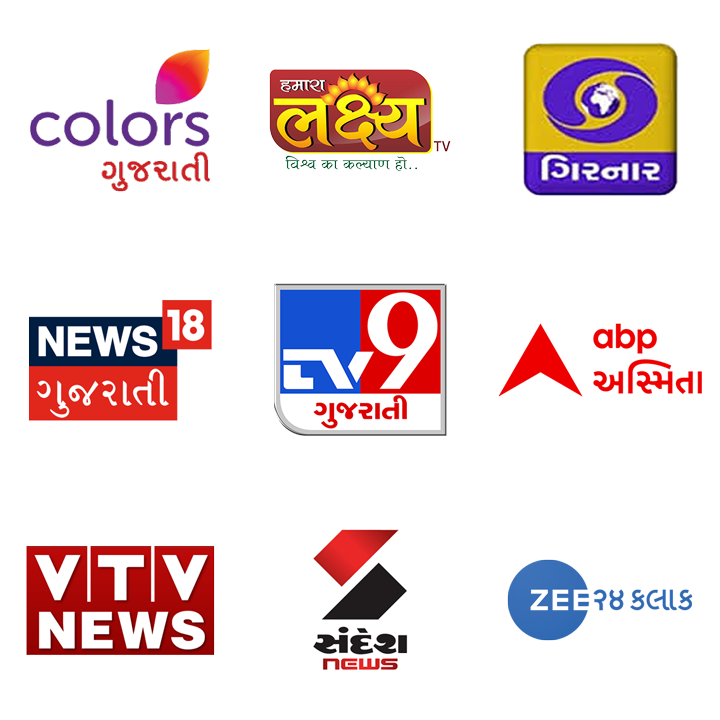 colors
ગુજરાતી
हमारा
લક્ષ્ય
TV
विश्व का कल्याण हो..
ગિરનાર
NEWS 18
ગુજરાતી
TV9
ગુજરાતી
abp
અસ્મિતા
VTV
NEWS
સંદેશ
NEWS
ZEE ૨૪ કલાક